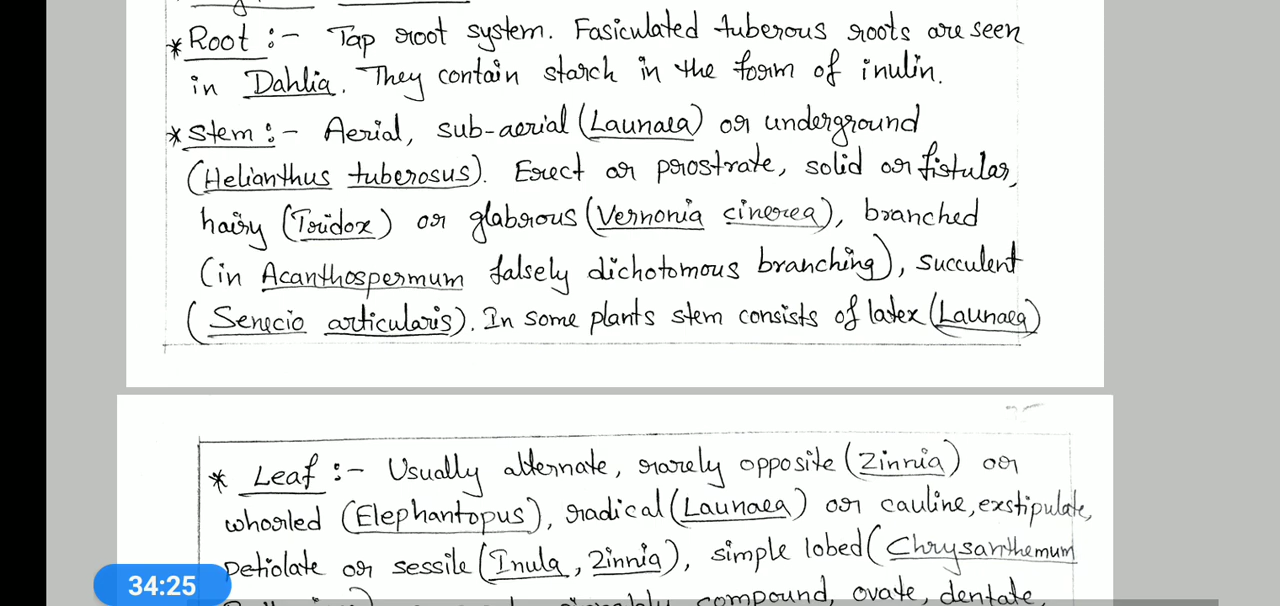 * Root :- Tap root system. Fasiculated tuberous roots are seen
in Dahlia. They contain starch in the form of inulin.
* Stem :- Aerial, sub-aerial (Launaea) or underground
(Helianthus tuberosus). Erect or prostrate, solid or fistular,
hairy (Tridox) or glabrous (Vernonia cinerea), branched
(in Acanthospermum falsely dichotomous branching), succulent
(Senecio articularis). In some plants stem consists of latex (Launaea)
* Leaf :- Usually alternate, rarely opposite (Zinnia) or
whorled (Elephantopus), radical (Launaea) or cauline, exstipulate,
petiolate or sessile (Inula, Zinnia), simple lobed (Chrysanthemum
compound, ovate, dentate,
34:25